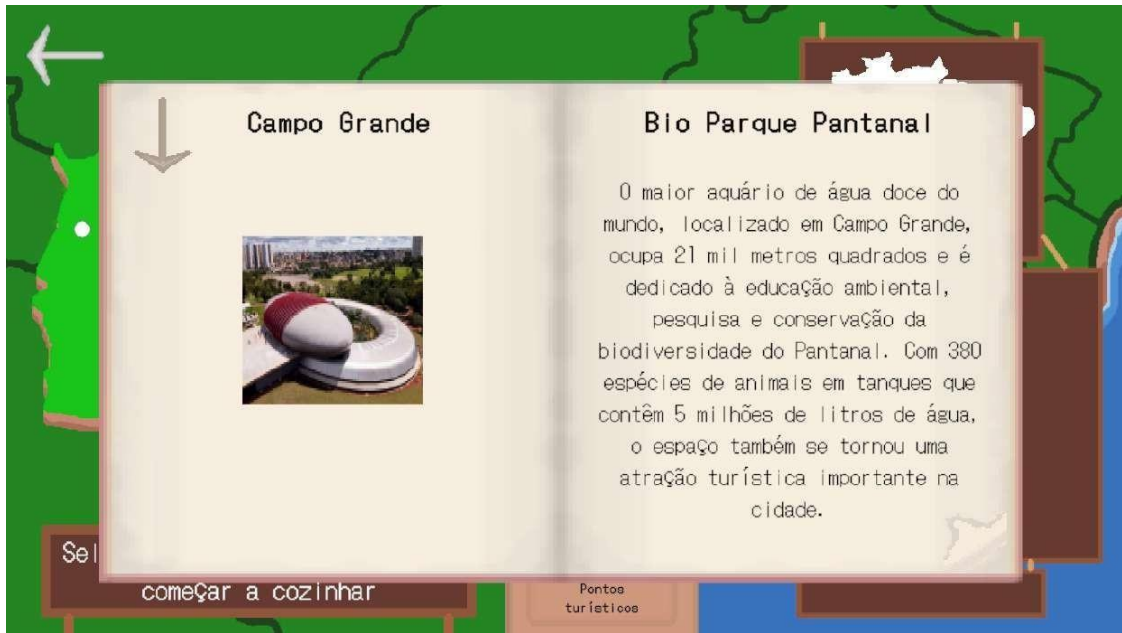 Campo Grande
Bio Parque Pantanal
O maior aquário de água doce do
mundo, localizado em Campo Grande,
ocupa 21 mil metros quadrados e é
dedicado à educação ambiental,
pesquisa e conservação da
biodiversidade do Pantanal. Com 380
espécies de animais em tanques que
contêm 5 milhões de litros de água,
o espaço também se tornou uma
atração turística importante na
cidade.
Sel
começar a cozinhar
Pontos
turísticos